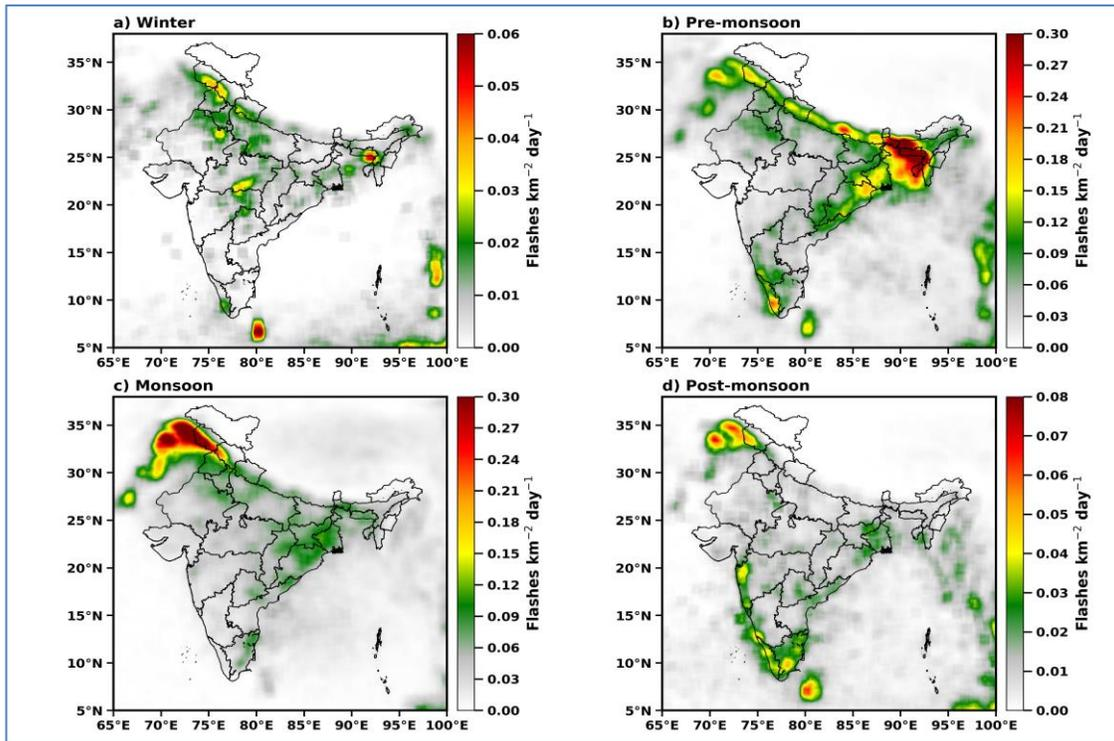 a) Winter
35°N
30°N
25°N
20°N
15°N
10°N
5°N
65°E 70°E 75°E 80°E 85°E 90°E 95°E 100°E
0.06
0.05
0.04
0.03
0.02
0.01
0.00
Flashes km⁻² day⁻¹
b) Pre-monsoon
35°N
30°N
25°N
20°N
15°N
10°N
5°N
65°E 70°E 75°E 80°E 85°E 90°E 95°E 100°E
0.30
0.27
0.24
0.21
0.18
0.15
0.12
0.09
0.06
0.03
0.00
Flashes km⁻² day⁻¹
c) Monsoon
35°N
30°N
25°N
20°N
15°N
10°N
5°N
65°E 70°E 75°E 80°E 85°E 90°E 95°E 100°E
0.30
0.27
0.24
0.21
0.18
0.15
0.12
0.09
0.06
0.03
0.00
Flashes km⁻² day⁻¹
d) Post-monsoon
35°N
30°N
25°N
20°N
15°N
10°N
5°N
65°E 70°E 75°E 80°E 85°E 90°E 95°E 100°E
0.08
0.07
0.06
0.05
0.04
0.03
0.02
0.01
0.00
Flashes km⁻² day⁻¹